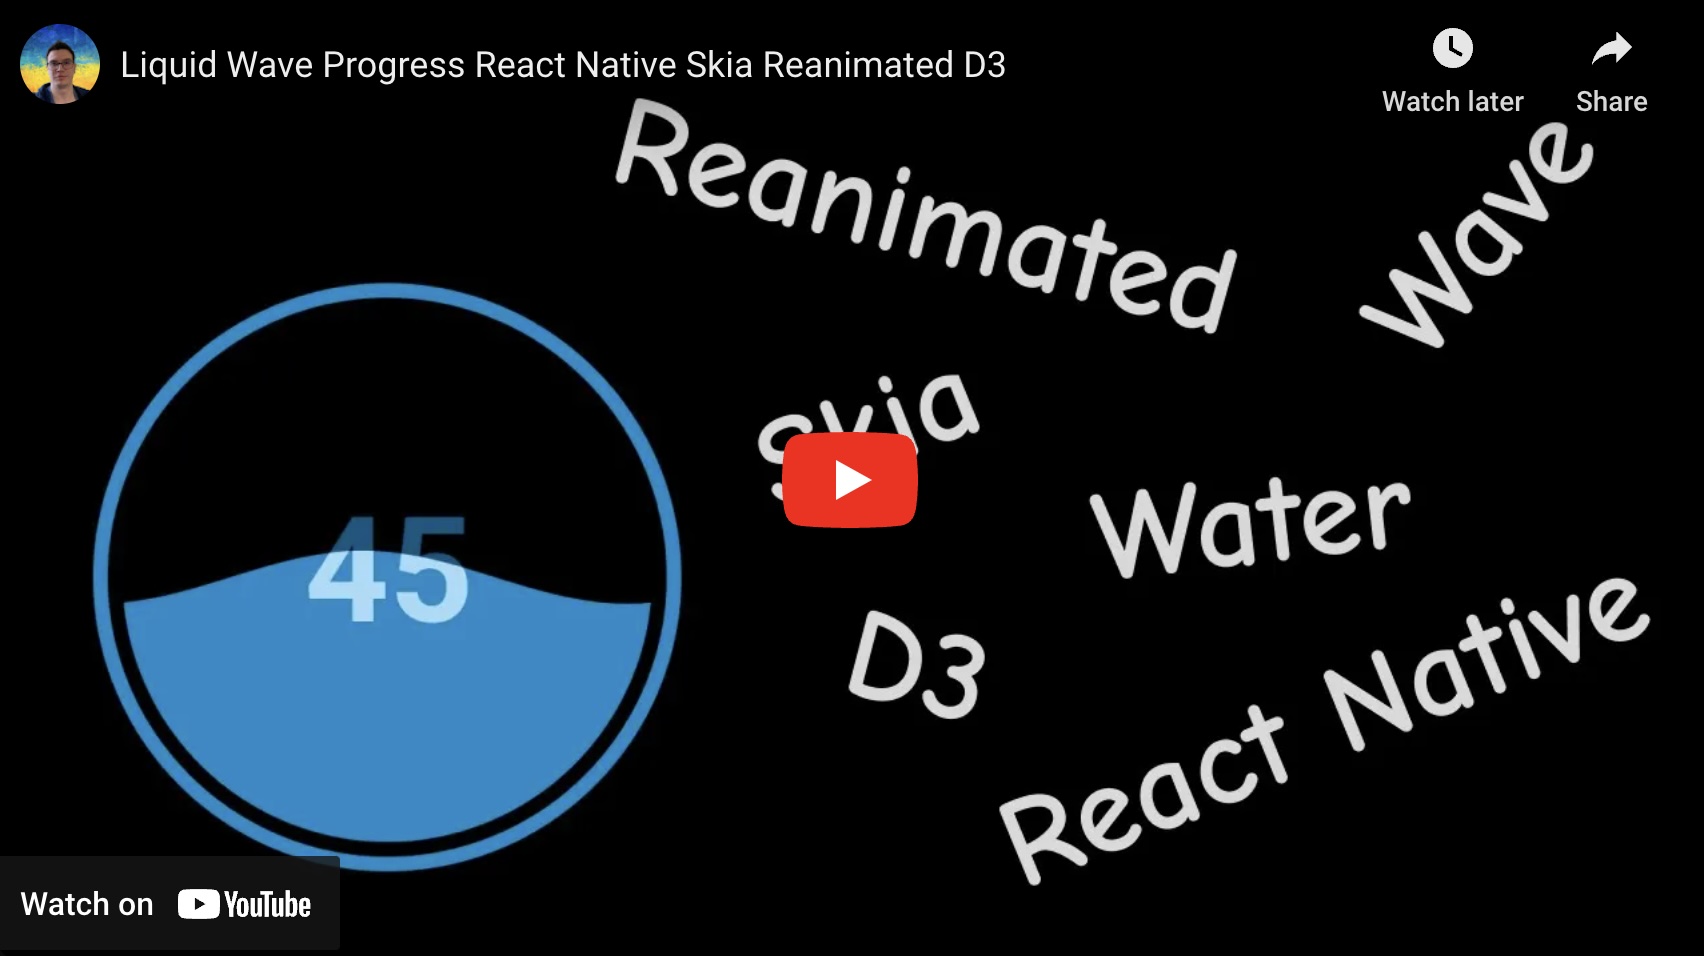 Liquid Wave Progress React Native Skia Reanimated D3
Watch later
Share
Reanimated
Wave
Skia
45
Water
D3
React Native
Watch on YouTube